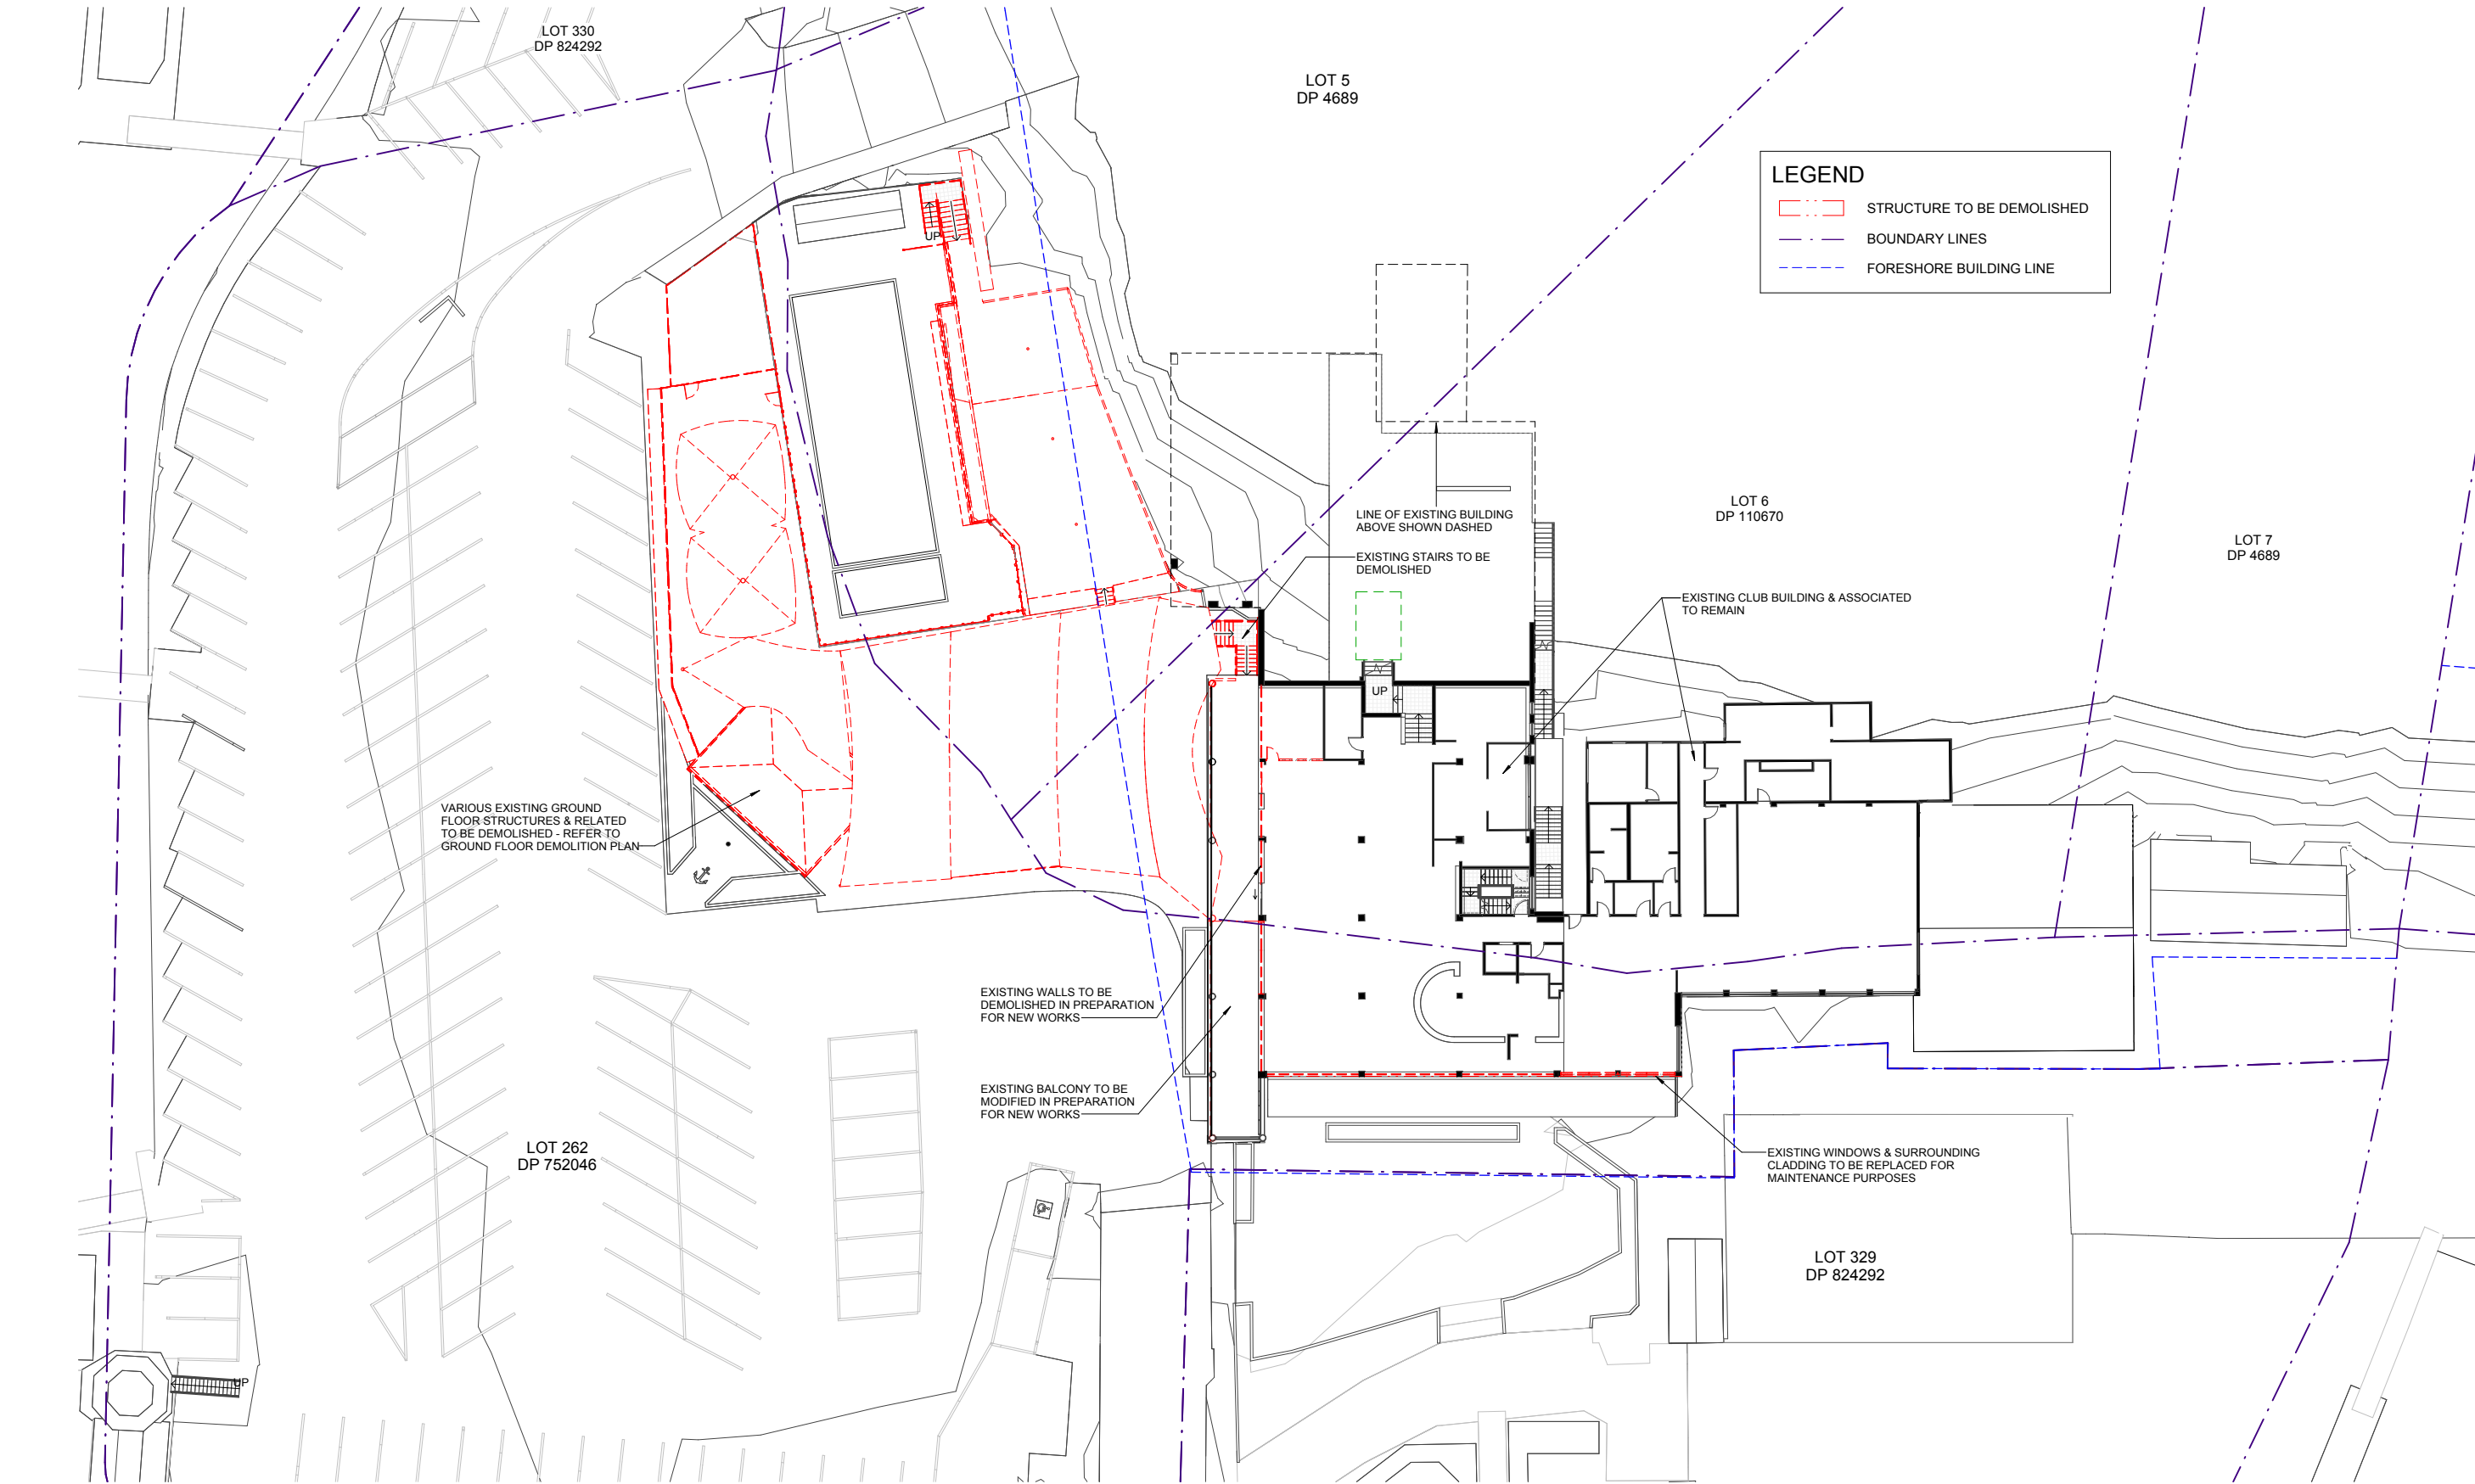 LOT 330
DP 824292
LOT 5
DP 4689
LEGEND
STRUCTURE TO BE DEMOLISHED
BOUNDARY LINES
FORESHORE BUILDING LINE
UP
LOT 6
DP 110670
LINE OF EXISTING BUILDING
ABOVE SHOWN DASHED
LOT 7
DP 4689
EXISTING STAIRS TO BE
DEMOLISHED
EXISTING CLUB BUILDING & ASSOCIATED
TO REMAIN
UP
VARIOUS EXISTING GROUND
FLOOR STRUCTURES & RELATED
TO BE DEMOLISHED - REFER TO
GROUND FLOOR DEMOLITION PLAN
EXISTING WALLS TO BE
DEMOLISHED IN PREPARATION
FOR NEW WORKS
EXISTING BALCONY TO BE
MODIFIED IN PREPARATION
FOR NEW WORKS
LOT 262
DP 752046
EXISTING WINDOWS & SURROUNDING
CLADDING TO BE REPLACED FOR
MAINTENANCE PURPOSES
LOT 329
DP 824292
UP